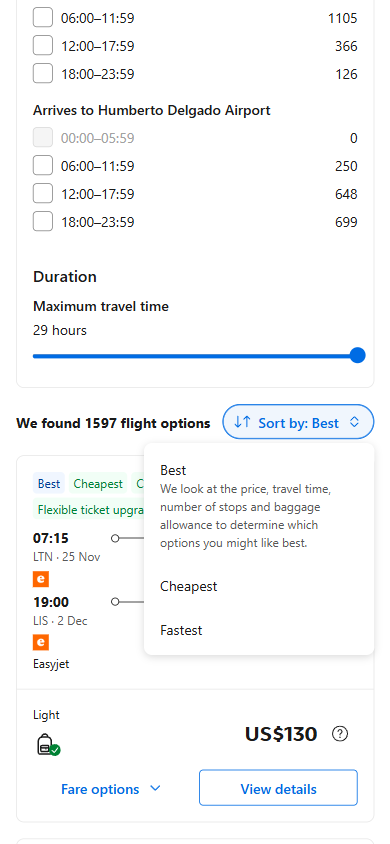 06:00–11:59 1105
12:00–17:59 366
18:00–23:59 126
Arrives to Humberto Delgado Airport
00:00–05:59 0
06:00–11:59 250
12:00–17:59 648
18:00–23:59 699
Duration
Maximum travel time
29 hours
We found 1597 flight options
Sort by: Best
Best
We look at the price, travel time,
number of stops and baggage
allowance to determine which
options you might like best.
Cheapest
Fastest
Best Cheapest C
Flexible ticket upgra
07:15
LTN · 25 Nov
e
19:00
LIS · 2 Dec
e
Easyjet
Light
US$130 ?
Fare options
View details